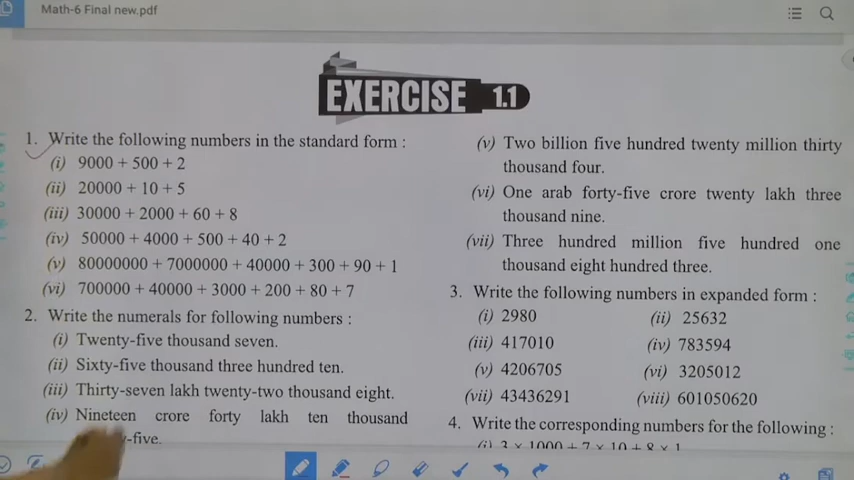 Math-6 Final new.pdf
EXERCISE 1.1
1. Write the following numbers in the standard form :
(i) 9000 + 500 + 2
(ii) 20000 + 10 + 5
(iii) 30000 + 2000 + 60 + 8
(iv) 50000 + 4000 + 500 + 40 + 2
(v) 80000000 + 7000000 + 40000 + 300 + 90 + 1
(vi) 700000 + 40000 + 3000 + 200 + 80 + 7
2. Write the numerals for following numbers :
(i) Twenty-five thousand seven.
(ii) Sixty-five thousand three hundred ten.
(iii) Thirty-seven lakh twenty-two thousand eight.
(iv) Nineteen crore forty lakh ten thousand
-five.
(v) Two billion five hundred twenty million thirty
thousand four.
(vi) One arab forty-five crore twenty lakh three
thousand nine.
(vii) Three hundred million five hundred one
thousand eight hundred three.
3. Write the following numbers in expanded form :
(i) 2980 (ii) 25632
(iii) 417010 (iv) 783594
(v) 4206705 (vi) 3205012
(vii) 43436291 (viii) 601050620
4. Write the corresponding numbers for the following :
(i) 3 × 1000 + 7 × 10 + 8 × 1